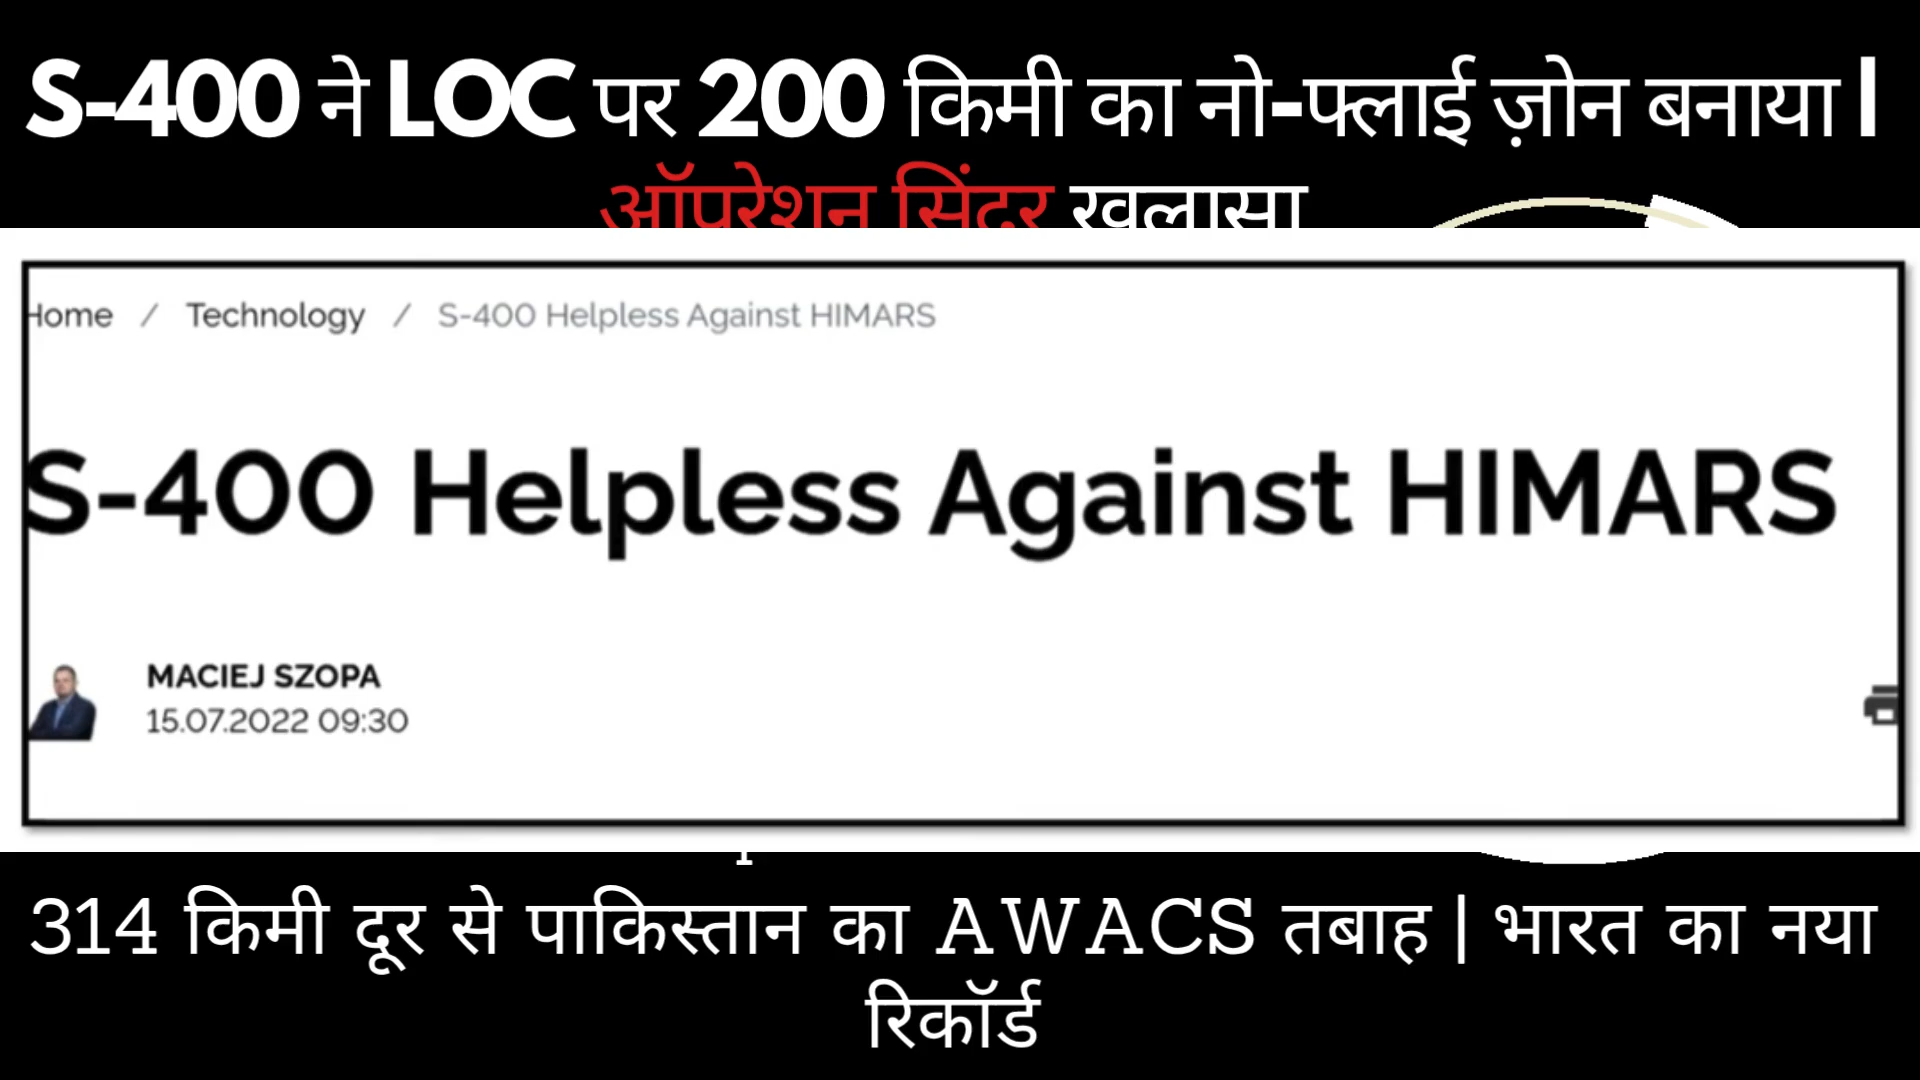 S-400 ने LOC पर 200 किमी का नो-फ्लाई ज़ोन बनाया |
ऑपरेशन सिंदूर खुलासा
Home / Technology / S-400 Helpless Against HIMARS
S-400 Helpless Against HIMARS
MACIEJ SZOPA
15.07.2022 09:30
314 किमी दूर से पाकिस्तान का AWACS तबाह | भारत का नया
रिकॉर्ड